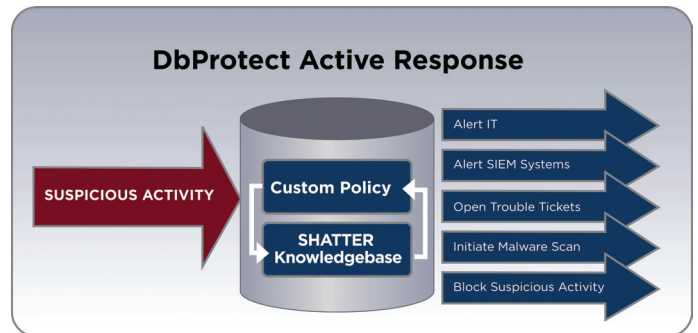 DbProtect Active Response
SUSPICIOUS ACTIVITY
Custom Policy
SHATTER
Knowledgebase
Alert IT
Alert SIEM Systems
Open Trouble Tickets
Initiate Malware Scan
Block Suspicious Activity